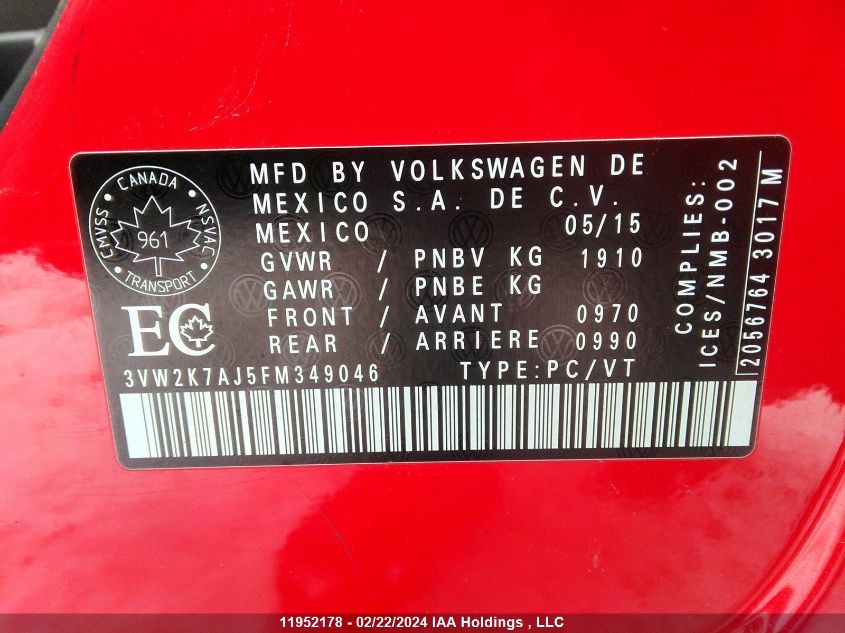 MFD BY VOLKSWAGEN DE
MEXICO S.A. DE C.V.
MEXICO 05/15
GVWR / PNBV KG 1910
GAWR / PNBE KG
FRONT / AVANT 0970
REAR / ARRIERE 0990
3VW2K7AJ5FM349046 TYPE:PC/VT
CANADA
CMVSS NSVAC
961
TRANSPORT
EC
COMPLIES:
ICES/NMB-002
2056764 3017 M
11952178 - 02/22/2024 IAA Holdings , LLC